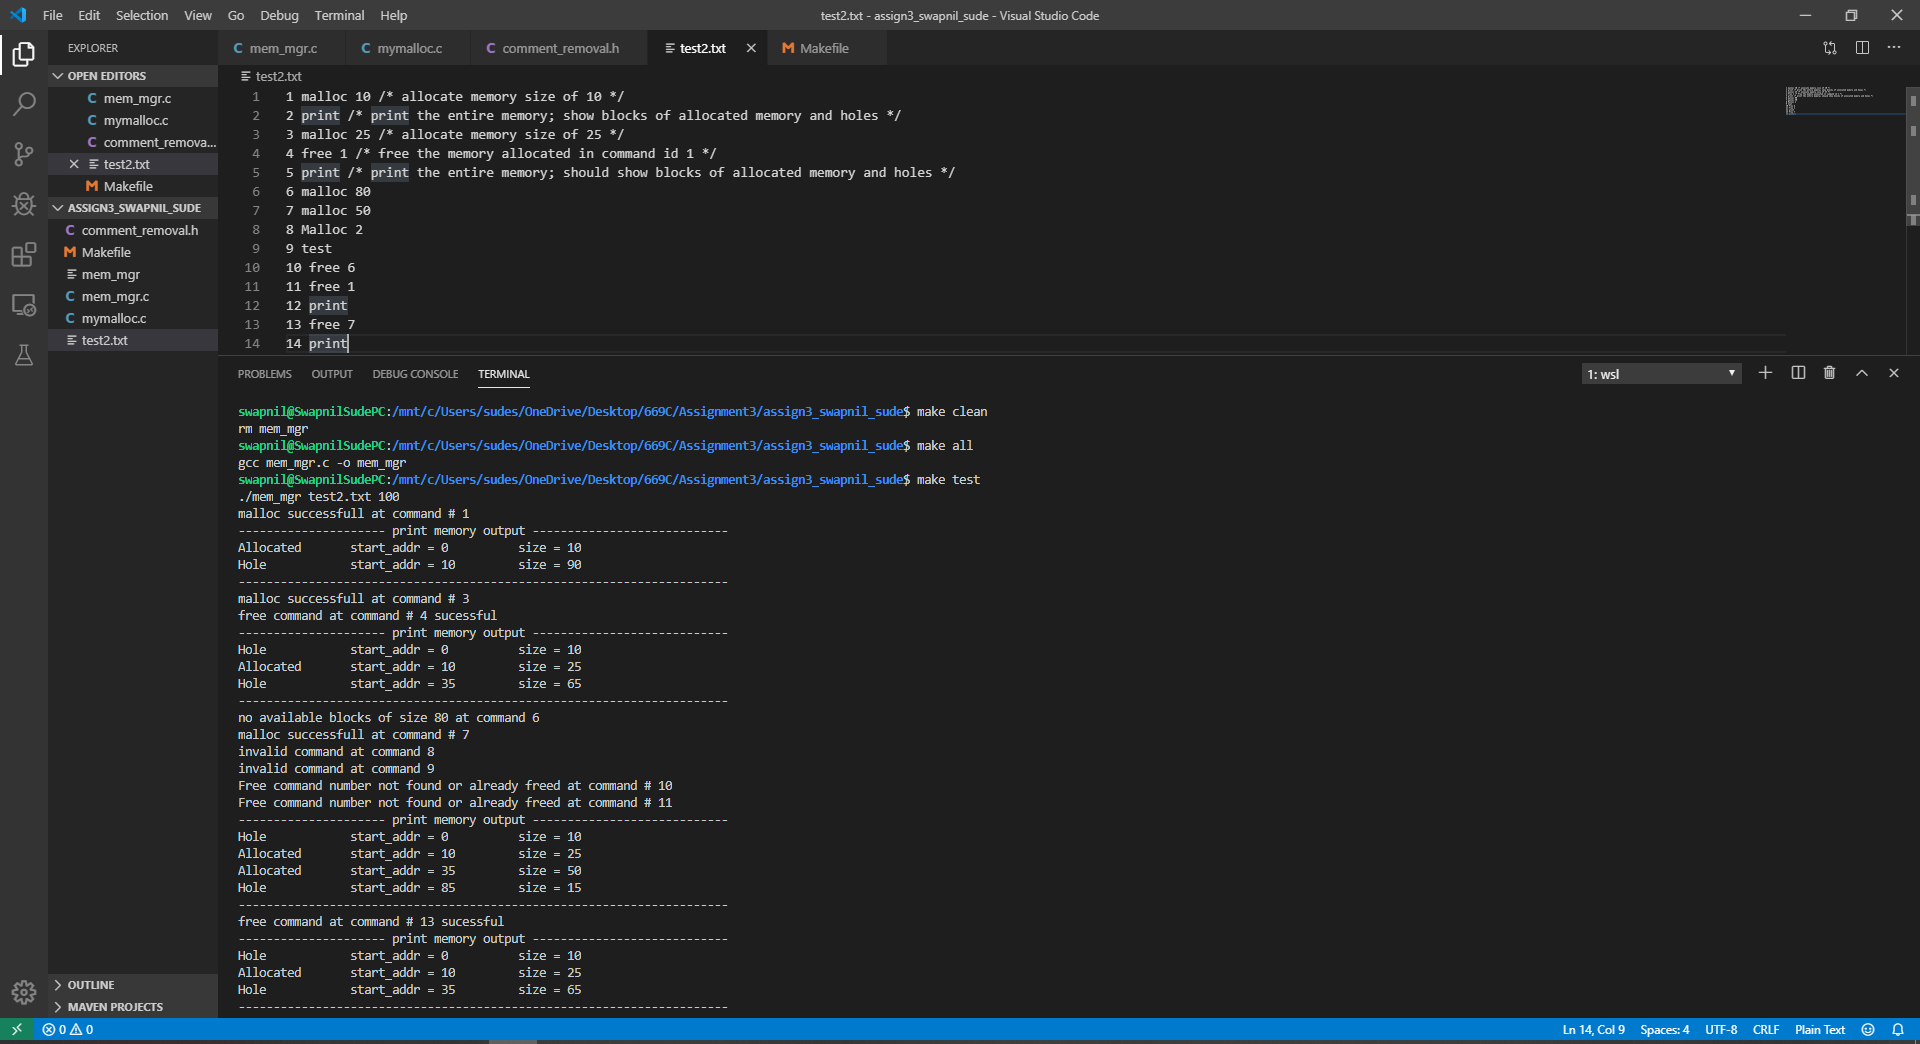 File Edit Selection View Go Debug Terminal Help
test2.txt - assign3_swapnil_sude - Visual Studio Code
EXPLORER
OPEN EDITORS
C mem_mgr.c
C mymalloc.c
C comment_remova...
test2.txt
M Makefile
ASSIGN3_SWAPNIL_SUDE
C comment_removal.h
M Makefile
mem_mgr
C mem_mgr.c
C mymalloc.c
test2.txt
OUTLINE
MAVEN PROJECTS
C mem_mgr.c C mymalloc.c C comment_removal.h test2.txt M Makefile
test2.txt
1 1 malloc 10 /* allocate memory size of 10 */
2 2 print /* print the entire memory; show blocks of allocated memory and holes */
3 3 malloc 25 /* allocate memory size of 25 */
4 4 free 1 /* free the memory allocated in command id 1 */
5 5 print /* print the entire memory; should show blocks of allocated memory and holes */
6 6 malloc 80
7 7 malloc 50
8 8 Malloc 2
9 9 test
10 10 free 6
11 11 free 1
12 12 print
13 13 free 7
14 14 print
PROBLEMS OUTPUT DEBUG CONSOLE TERMINAL
1: wsl
swapnil@SwapnilSudePC:/mnt/c/Users/sudes/OneDrive/Desktop/669C/Assignment3/assign3_swapnil_sude$ make clean
rm mem_mgr
swapnil@SwapnilSudePC:/mnt/c/Users/sudes/OneDrive/Desktop/669C/Assignment3/assign3_swapnil_sude$ make all
gcc mem_mgr.c -o mem_mgr
swapnil@SwapnilSudePC:/mnt/c/Users/sudes/OneDrive/Desktop/669C/Assignment3/assign3_swapnil_sude$ make test
./mem_mgr test2.txt 100
malloc successfull at command # 1
--------------------- print memory output ----------------------------
Allocated start_addr = 0 size = 10
Hole start_addr = 10 size = 90
----------------------------------------------------------------------
malloc successfull at command # 3
free command at command # 4 sucessful
--------------------- print memory output ----------------------------
Hole start_addr = 0 size = 10
Allocated start_addr = 10 size = 25
Hole start_addr = 35 size = 65
----------------------------------------------------------------------
no available blocks of size 80 at command 6
malloc successfull at command # 7
invalid command at command 8
invalid command at command 9
Free command number not found or already freed at command # 10
Free command number not found or already freed at command # 11
--------------------- print memory output ----------------------------
Hole start_addr = 0 size = 10
Allocated start_addr = 10 size = 25
Allocated start_addr = 35 size = 50
Hole start_addr = 85 size = 15
----------------------------------------------------------------------
free command at command # 13 sucessful
--------------------- print memory output ----------------------------
Hole start_addr = 0 size = 10
Allocated start_addr = 10 size = 25
Hole start_addr = 35 size = 65
----------------------------------------------------------------------
0 0 Ln 14, Col 9 Spaces: 4 UTF-8 CRLF Plain Text